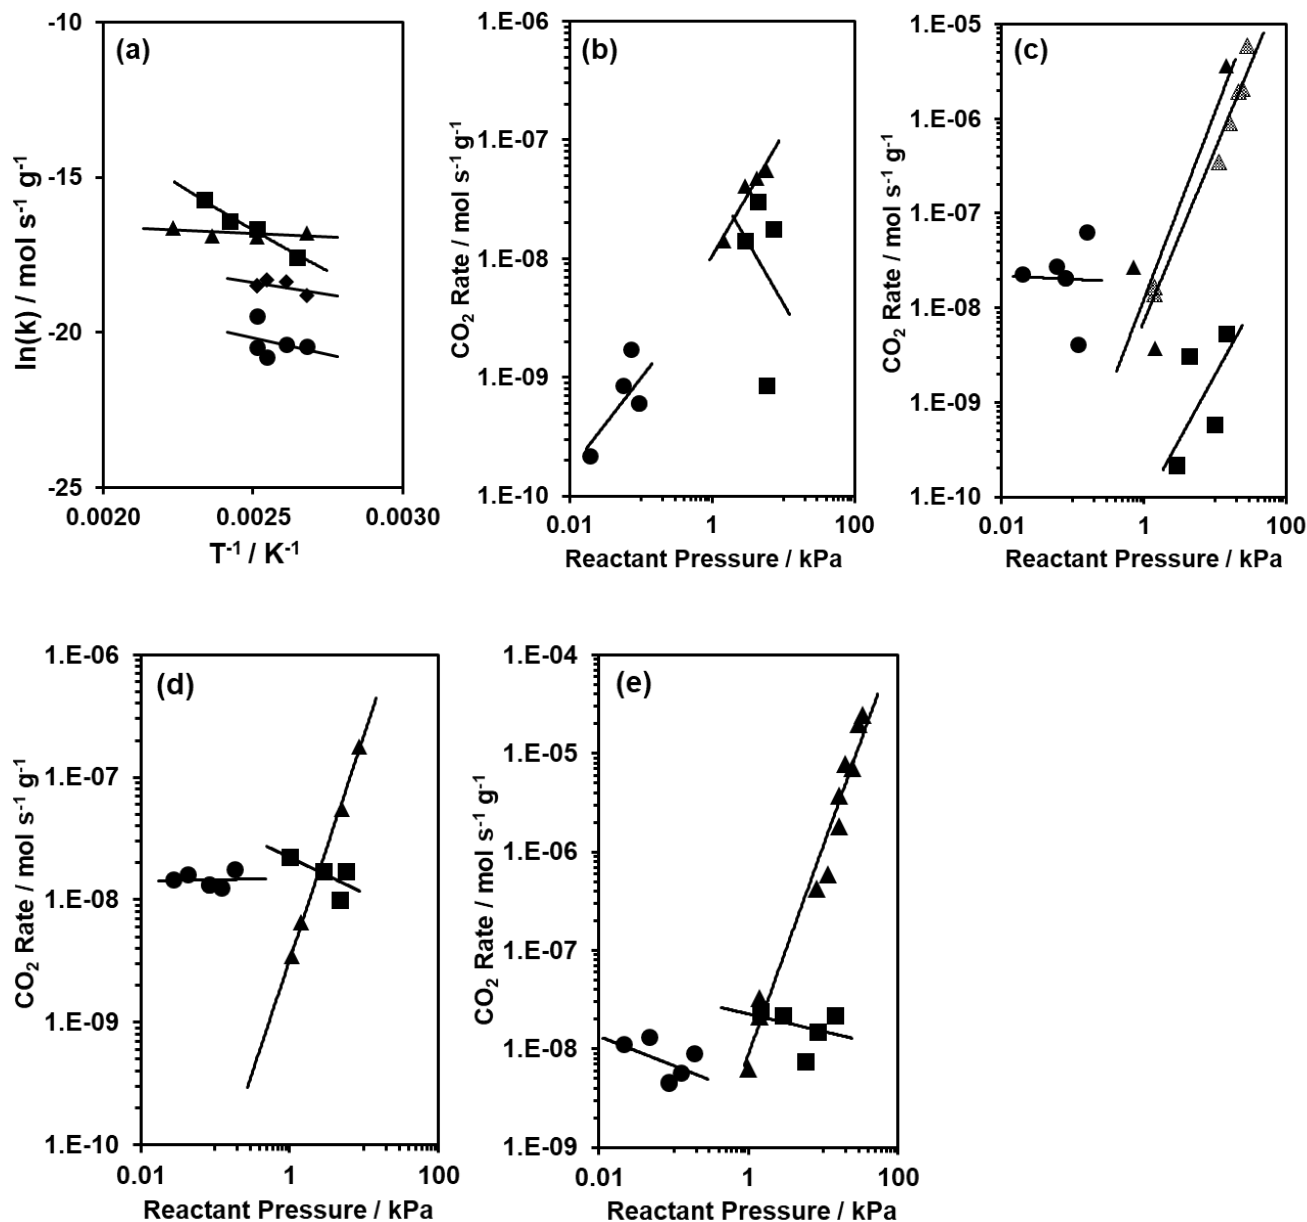 (a)
-10
-15
-20
-25
0.0020
0.0025
0.0030
ln(k) / mol s⁻¹ g⁻¹
T⁻¹ / K⁻¹
(b)
1.E-06
1.E-07
1.E-08
1.E-09
1.E-10
0.01
1
100
CO₂ Rate / mol s⁻¹ g⁻¹
Reactant Pressure / kPa
(c)
1.E-05
1.E-06
1.E-07
1.E-08
1.E-09
1.E-10
0.01
1
100
CO₂ Rate / mol s⁻¹ g⁻¹
Reactant Pressure / kPa
(d)
1.E-06
1.E-07
1.E-08
1.E-09
1.E-10
0.01
1
100
CO₂ Rate / mol s⁻¹ g⁻¹
Reactant Pressure / kPa
(e)
1.E-04
1.E-05
1.E-06
1.E-07
1.E-08
1.E-09
0.01
1
100
CO₂ Rate / mol s⁻¹ g⁻¹
Reactant Pressure / kPa